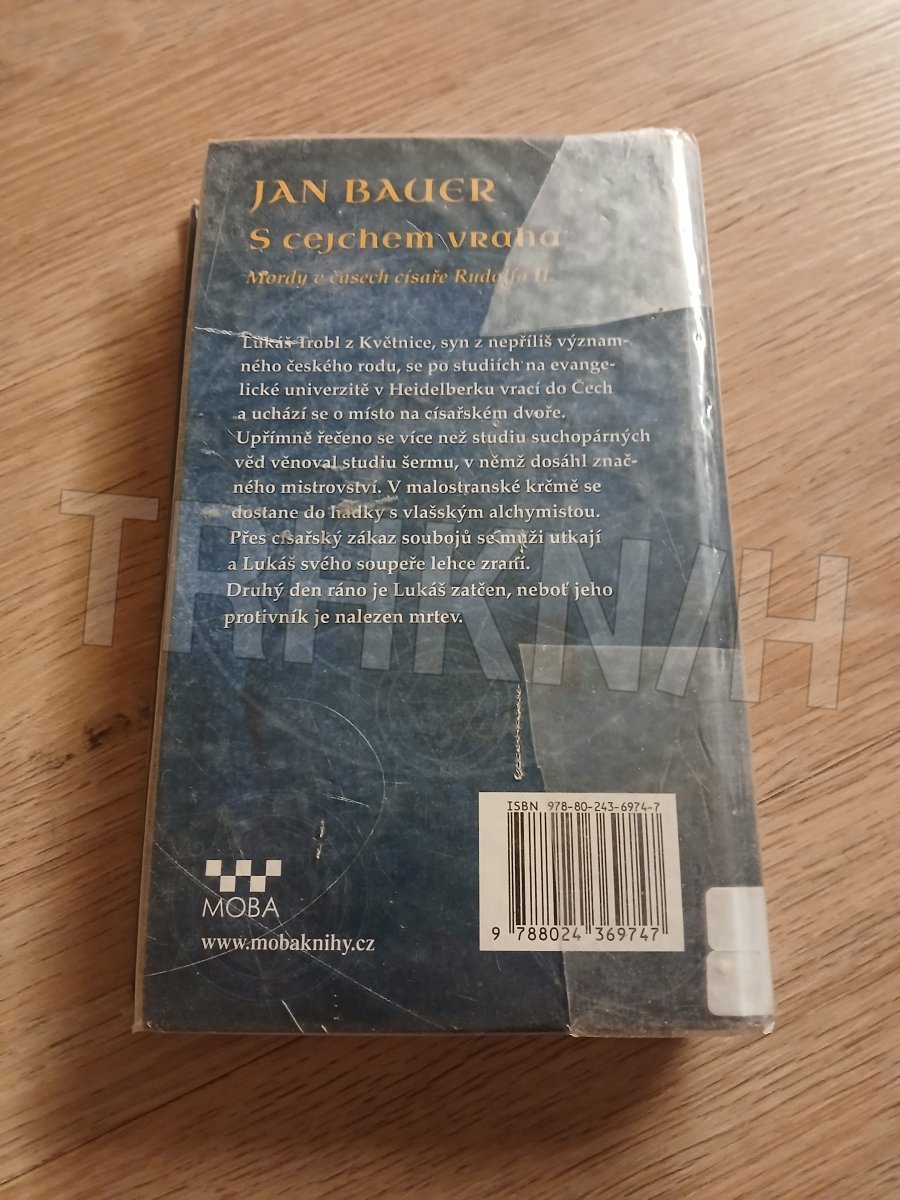 JAN BAUER
S cejchem vraha
Mordy v časech císaře Rudolfa II.
Lukáš Trobl z Květnice, syn z nepříliš význam-
ného českého rodu, se po studiích na evange-
lické univerzitě v Heidelberku vrací do Čech
a uchází se o místo na císařském dvoře.
Upřímně řečeno se více než studiu suchopárných
věd věnoval studiu šermu, v němž dosáhl znač-
ného mistrovství. V malostranské krčmě se
dostane do hádky s vlašským alchymistou.
Přes císařský zákaz soubojů se muži utkají
a Lukáš svého soupeře lehce zraní.
Druhý den ráno je Lukáš zatčen, neboť jeho
protivník je nalezen mrtev.
TRHKNIH
ISBN 978-80-243-6974-7
9 788024 369747
MOBA
www.mobaknihy.cz